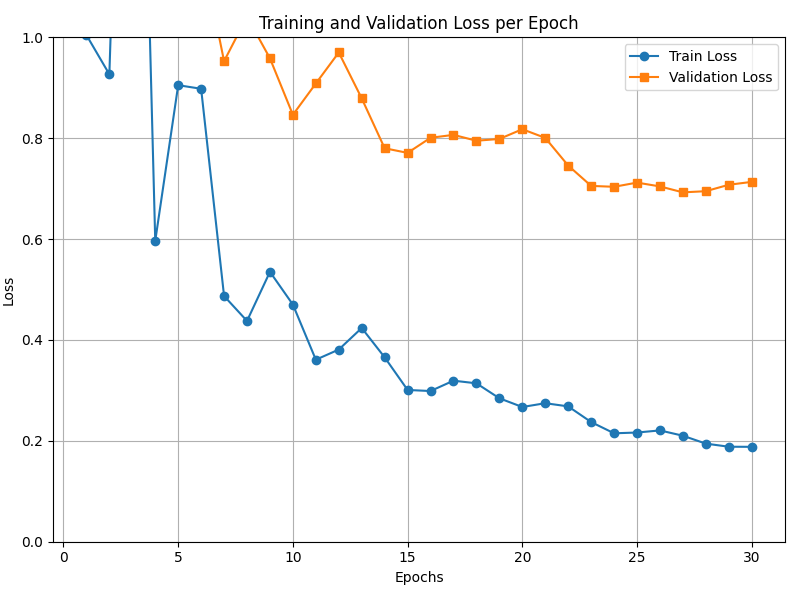 Training and Validation Loss per Epoch
Train Loss
Validation Loss
Loss
1.0
0.8
0.6
0.4
0.2
0.0
0 5 10 15 20 25 30
Epochs